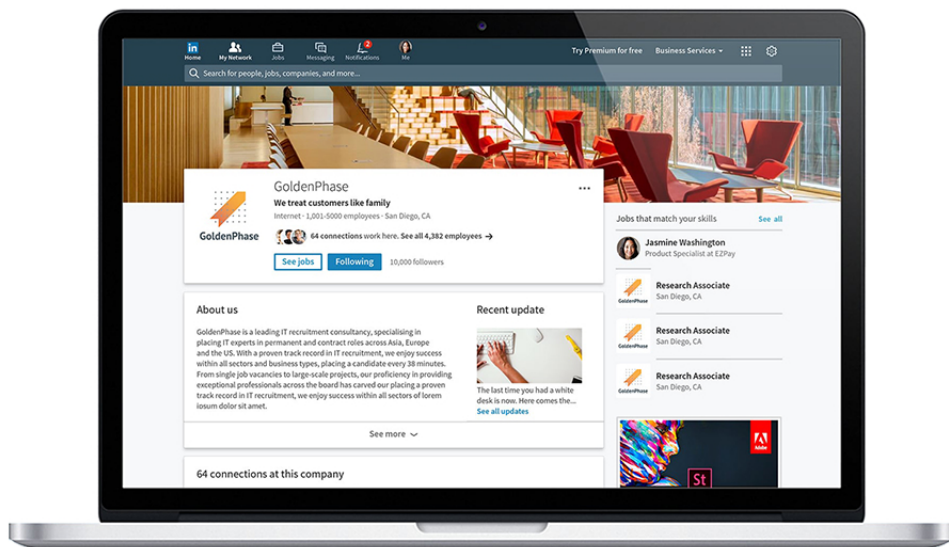 in
2
Home
My Network
Jobs
Messaging
Notifications
Me
Try Premium for free
Business Services
Search for people, jobs, companies, and more...
GoldenPhase
GoldenPhase
We treat customers like family
Internet · 1,001-5000 employees · San Diego, CA
64 connections work here. See all 4,382 employees →
See jobs
Following
10,000 followers
Jobs that match your skills
See all
Jasmine Washington
Product Specialist at EZPay
GoldenPhase
Research Associate
San Diego, CA
GoldenPhase
Research Associate
San Diego, CA
GoldenPhase
Research Associate
San Diego, CA
About us
GoldenPhase is a leading IT recruitment consultancy, specialising in
placing IT experts in permanent and contract roles across Asia, Europe
and the US. With a proven track record in IT recruitment, we enjoy success
within all sectors and business types, placing a candidate every 38 minutes.
From single job vacancies to large-scale projects, our proficiency in providing
exceptional professionals across the board has carved our placing a proven
track record in IT recruitment, we enjoy success within all sectors of lorem
iosum dolor sit amet.
Recent update
The last time you had a white
desk is now. Here comes the...
See all updates
See more
64 connections at this company
Adobe
St